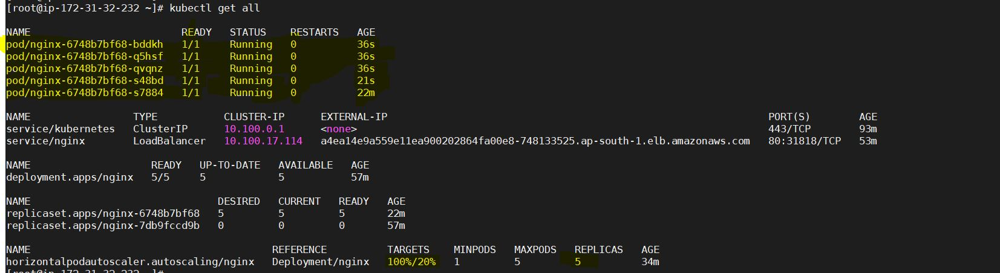 [root@ip-172-31-32-232 ~]# kubectl get all
NAME READY STATUS RESTARTS AGE
pod/nginx-6748b7bf68-bddkh 1/1 Running 0 36s
pod/nginx-6748b7bf68-q5hsf 1/1 Running 0 36s
pod/nginx-6748b7bf68-qvqnz 1/1 Running 0 36s
pod/nginx-6748b7bf68-s48bd 1/1 Running 0 21s
pod/nginx-6748b7bf68-s7884 1/1 Running 0 22m
NAME TYPE CLUSTER-IP EXTERNAL-IP PORT(S) AGE
service/kubernetes ClusterIP 10.100.0.1 <none> 443/TCP 93m
service/nginx LoadBalancer 10.100.17.114 a4ea14e9a559e11ea900202864fa00e8-748133525.ap-south-1.elb.amazonaws.com 80:31818/TCP 53m
NAME READY UP-TO-DATE AVAILABLE AGE
deployment.apps/nginx 5/5 5 5 57m
NAME DESIRED CURRENT READY AGE
replicaset.apps/nginx-6748b7bf68 5 5 5 22m
replicaset.apps/nginx-7db9fccd9b 0 0 0 57m
NAME REFERENCE TARGETS MINPODS MAXPODS REPLICAS AGE
horizontalpodautoscaler.autoscaling/nginx Deployment/nginx 100%/20% 1 5 5 34m
[root@ip-172-31-32-232 ~]#